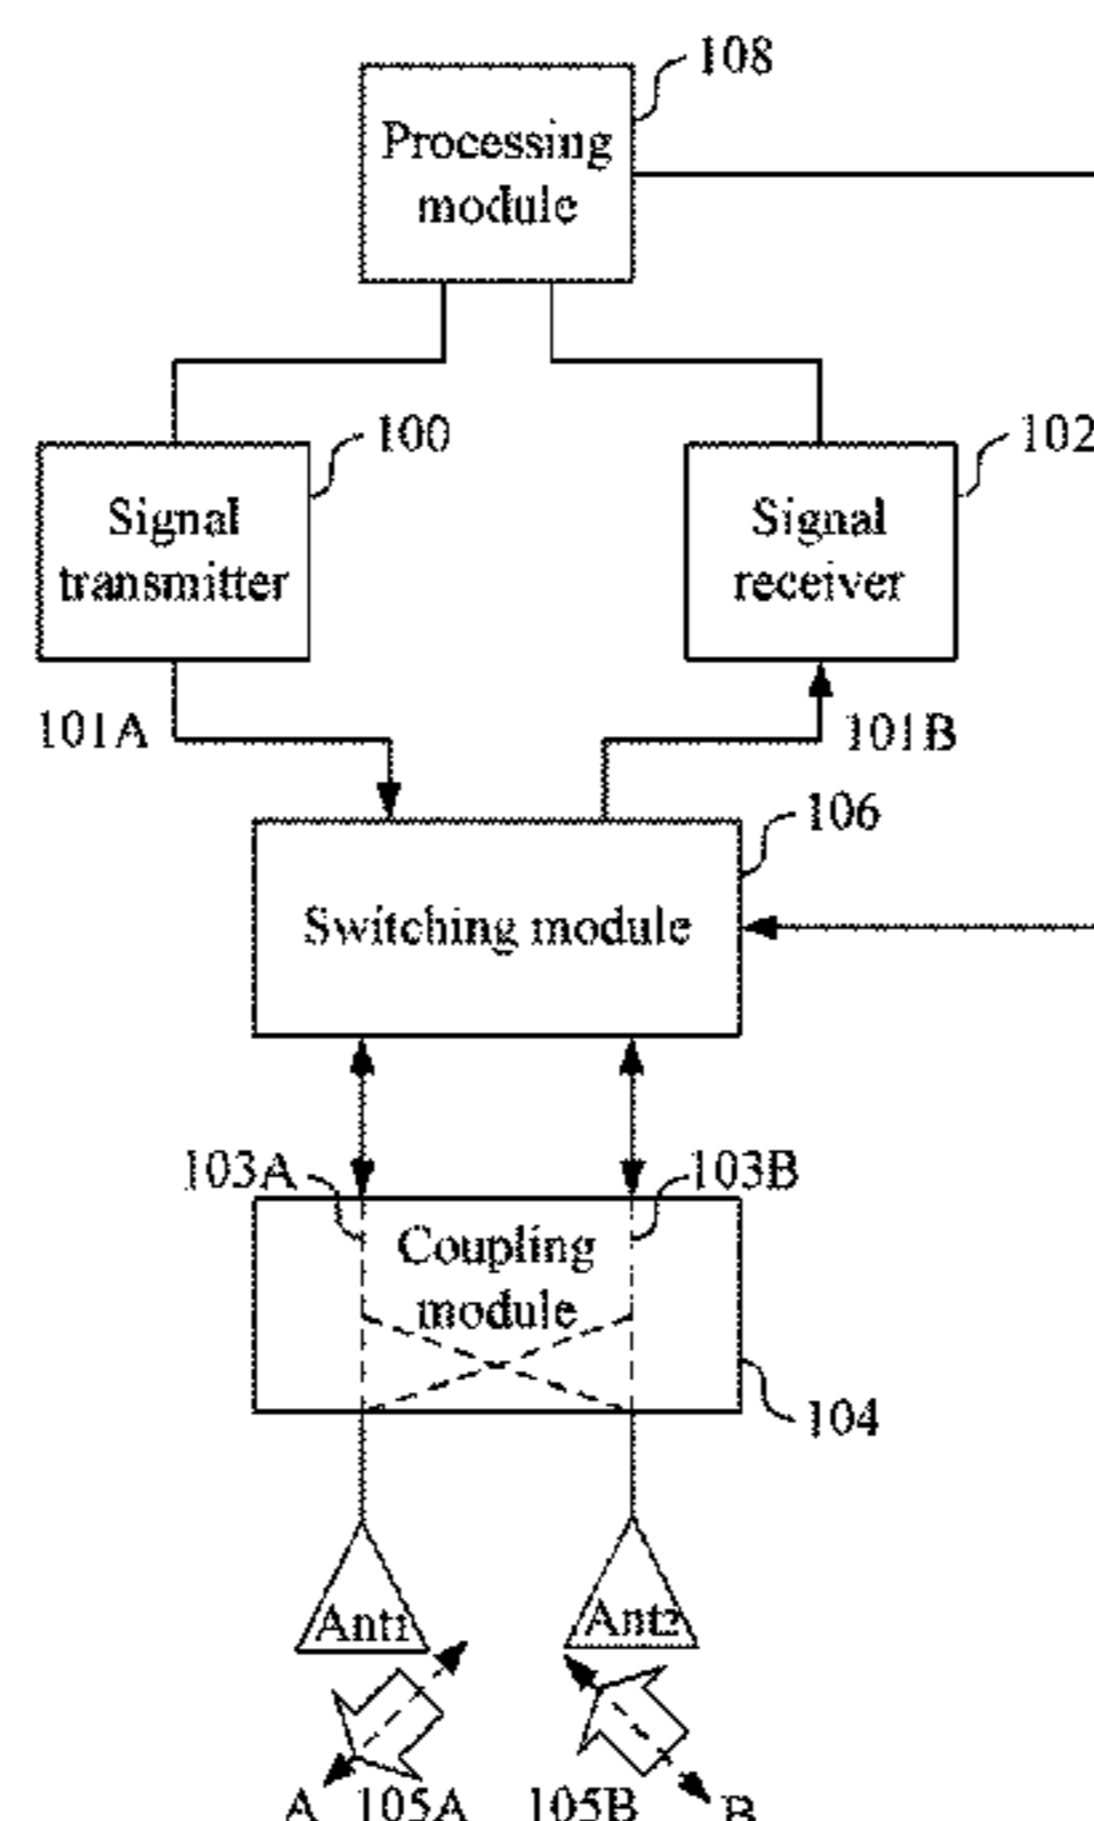 108
Processing
module
100
102
Signal
transmitter
Signal
receiver
101A
101B
106
Switching module
103A
103B
Coupling
module
104
Ant1
Ant2
A
105A
105B
B